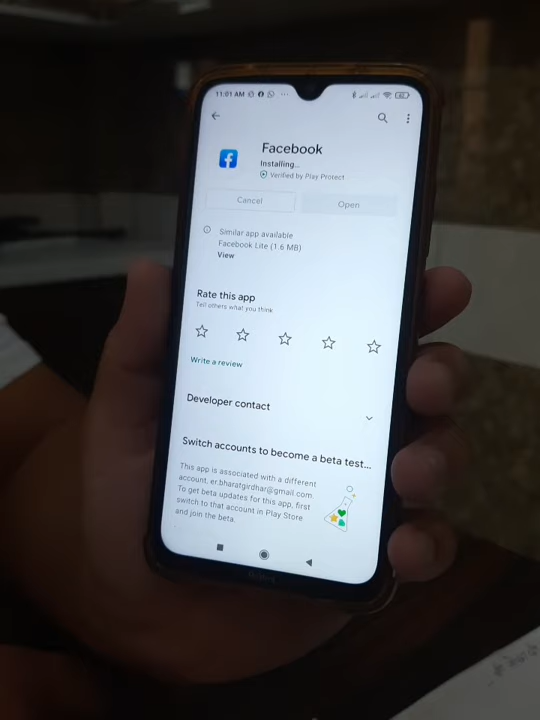 11:01 AM
Facebook
Installing...
Verified by Play Protect
Cancel
Open
Similar app available
Facebook Lite (1.6 MB)
View
Rate this app
Tell others what you think
Write a review
Developer contact
Switch accounts to become a beta test...
This app is associated with a different
account, er.bharatgirdhar@gmail.com.
To get beta updates for this app, first
switch to that account in Play Store
and join the beta.